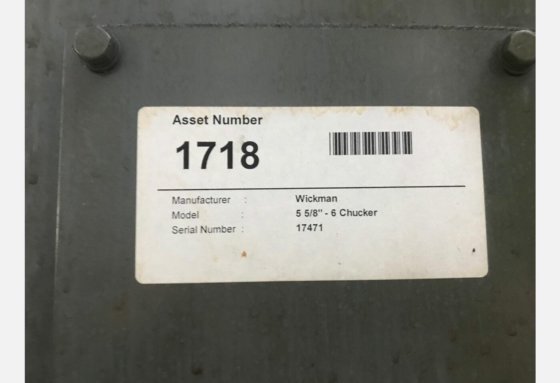 Asset Number
1718
Manufacturer : Wickman
Model : 5 5/8" - 6 Chucker
Serial Number : 17471